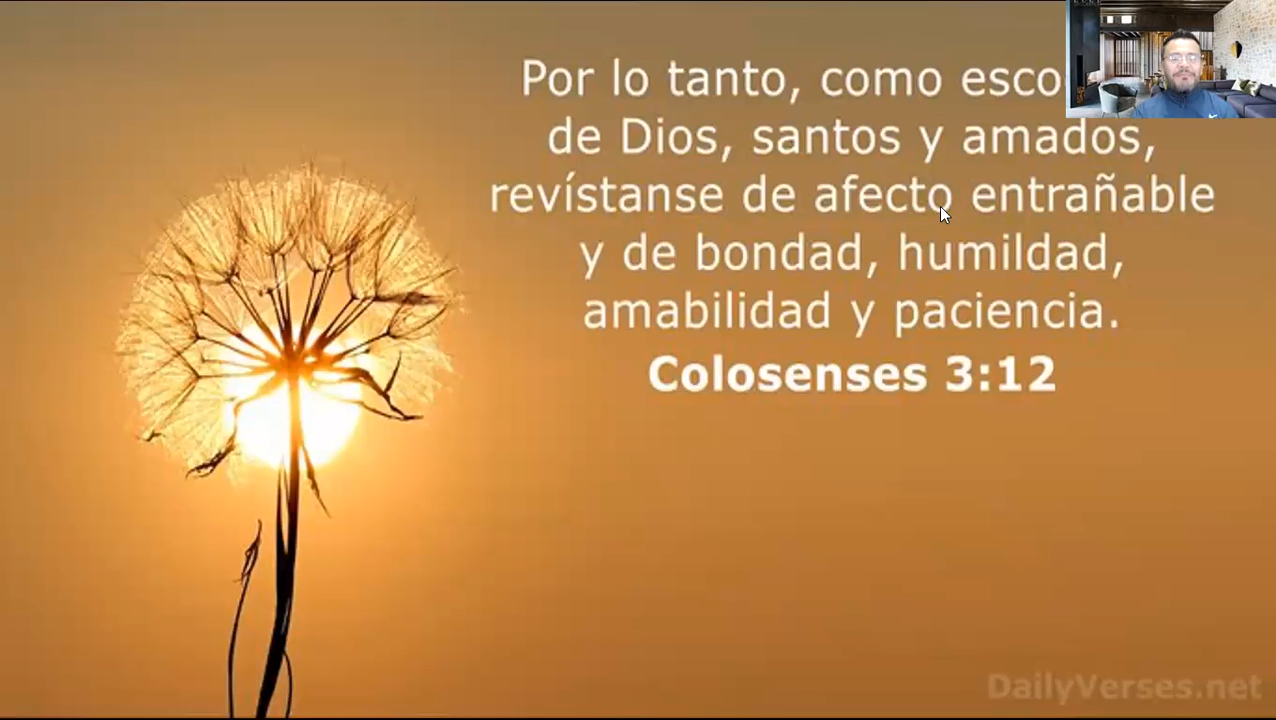 Por lo tanto, como esco
de Dios, santos y amados,
revístanse de afecto entrañable
y de bondad, humildad,
amabilidad y paciencia.
Colosenses 3:12
DailyVerses.net